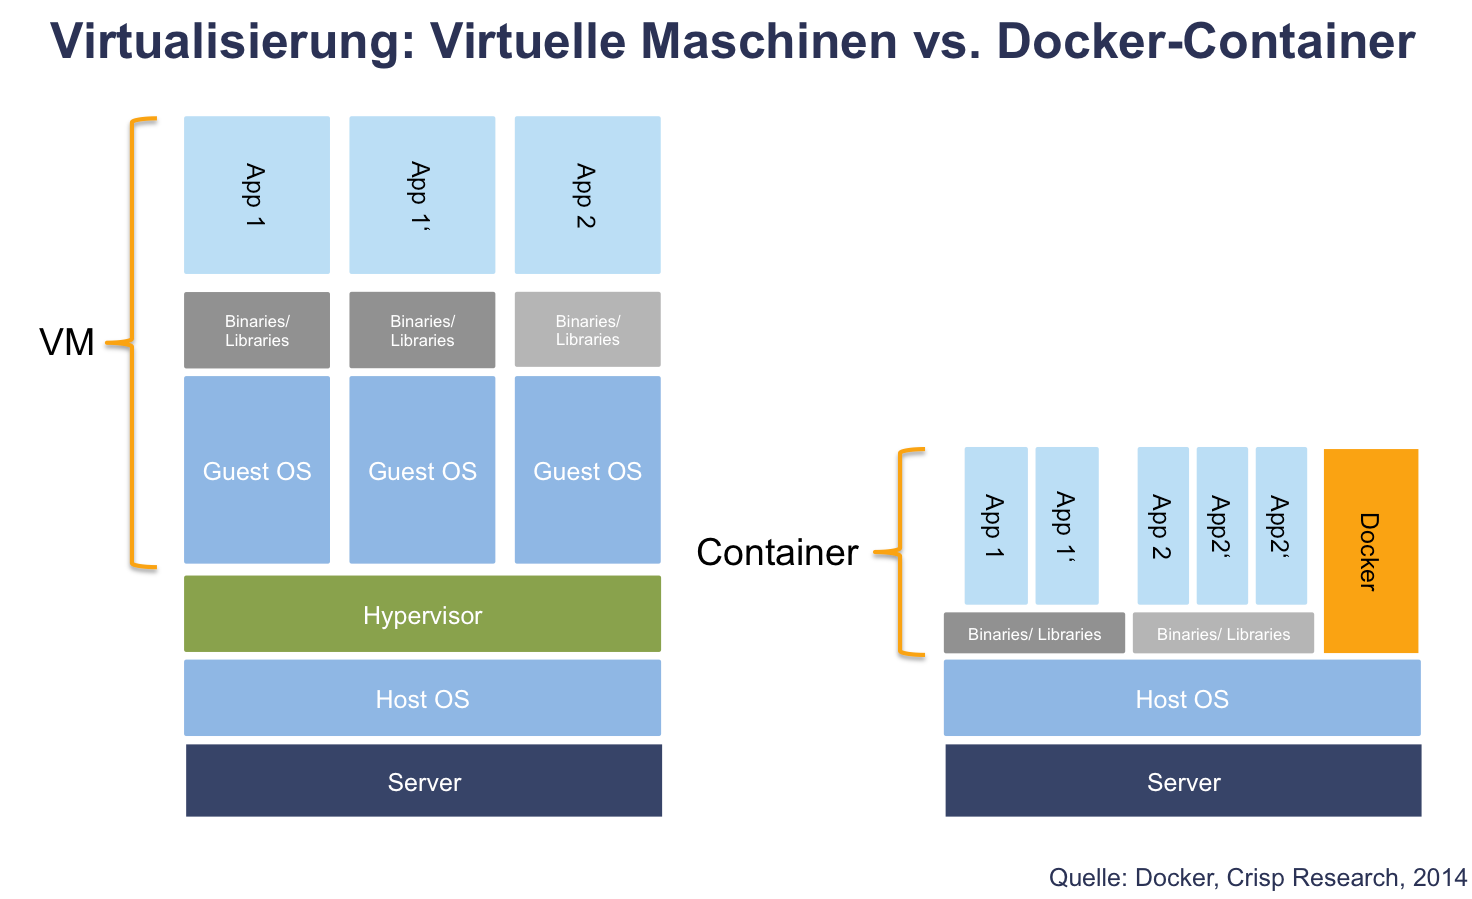 Virtualisierung: Virtuelle Maschinen vs. Docker-Container
VM
App 1
App 1‘
App 2
Binaries/
Libraries
Binaries/
Libraries
Binaries/
Libraries
Guest OS
Guest OS
Guest OS
Hypervisor
Host OS
Server
Container
App 1
App 1‘
App 2
App2‘
App2‘
Docker
Binaries/ Libraries
Binaries/ Libraries
Host OS
Server
Quelle: Docker, Crisp Research, 2014